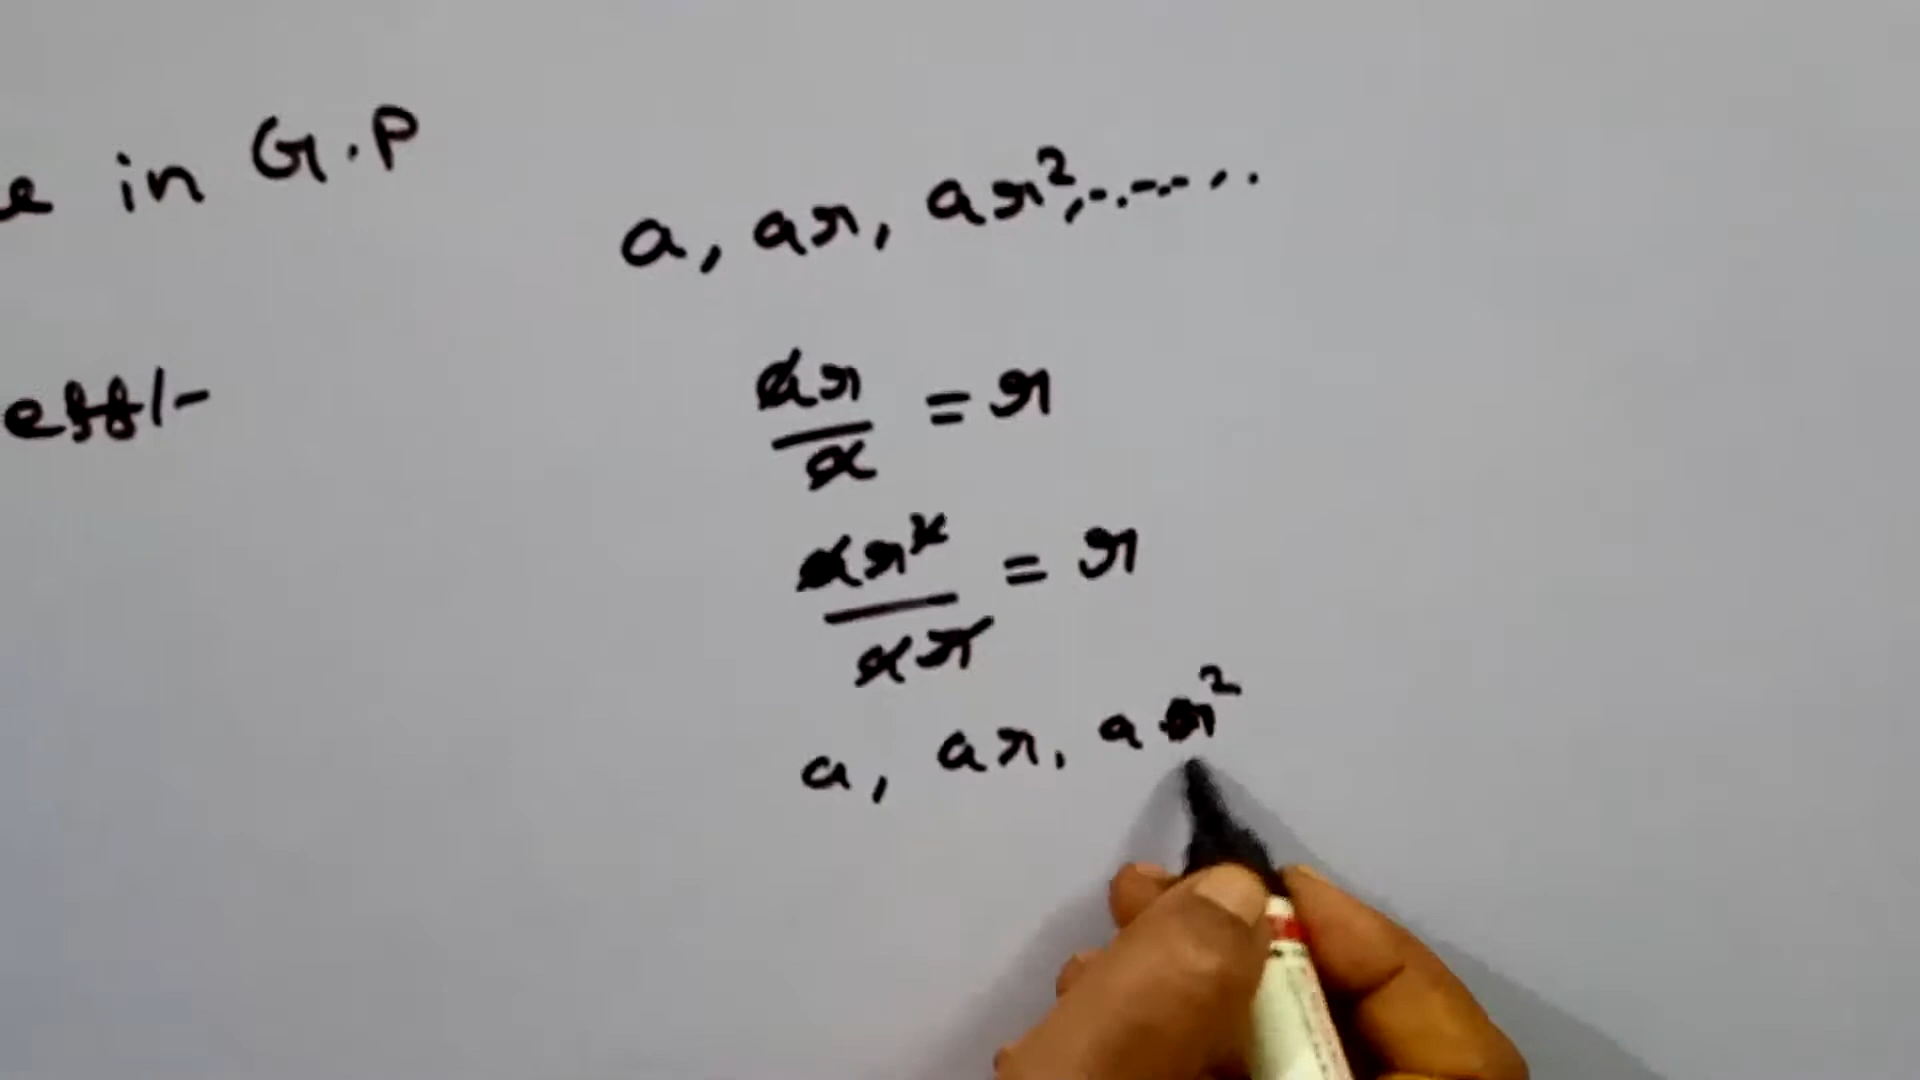 in G.P
a, ar, ar²,.........
ar/a = r
ar²/ar = r
a, ar, ar²